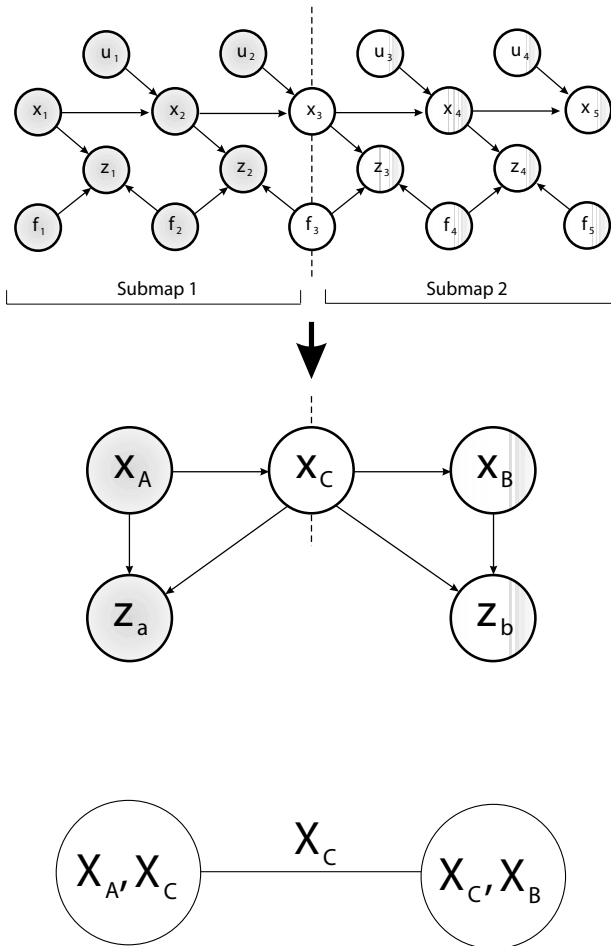 u1 u2 u3 u4
x1 x2 x3 x4 x5
z1 z2 z3 z4
f1 f2 f3 f4 f5
Submap 1 Submap 2
xA xC xB
za zb
XC
XA, XC XC, XB